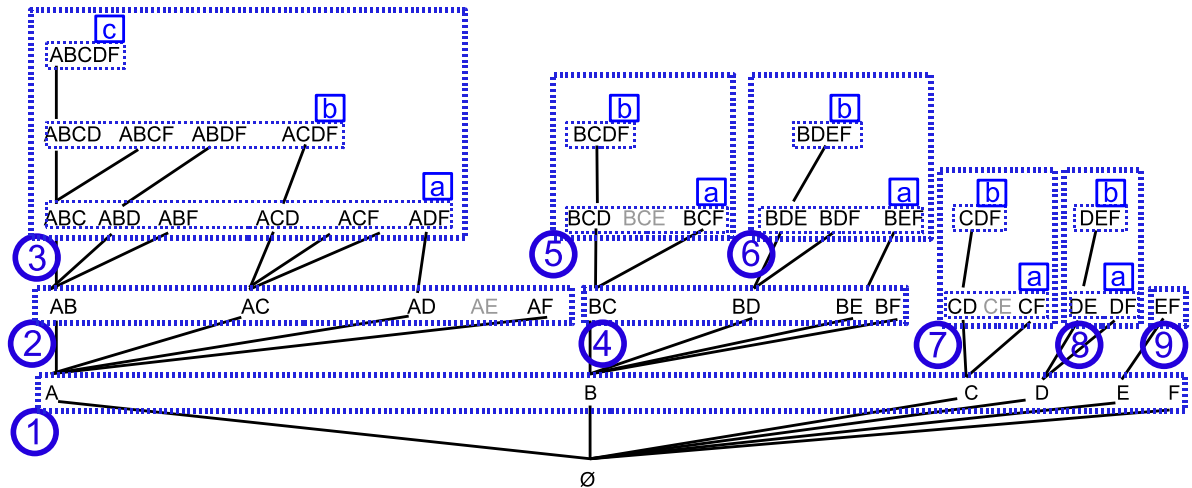 c
ABCDF
b b b
ABCD ABCF ABDF ACDF BCDF BDEF
a a a b b
ABC ABD ABF ACD ACF ADF BCD BCE BCF BDE BDF BEF CDF DEF
3 5 6
a a
AB AC AD AE AF BC BD BE BF CD CE CF DE DF EF
2 4 7 8 9
A B C D E F
1
Ø